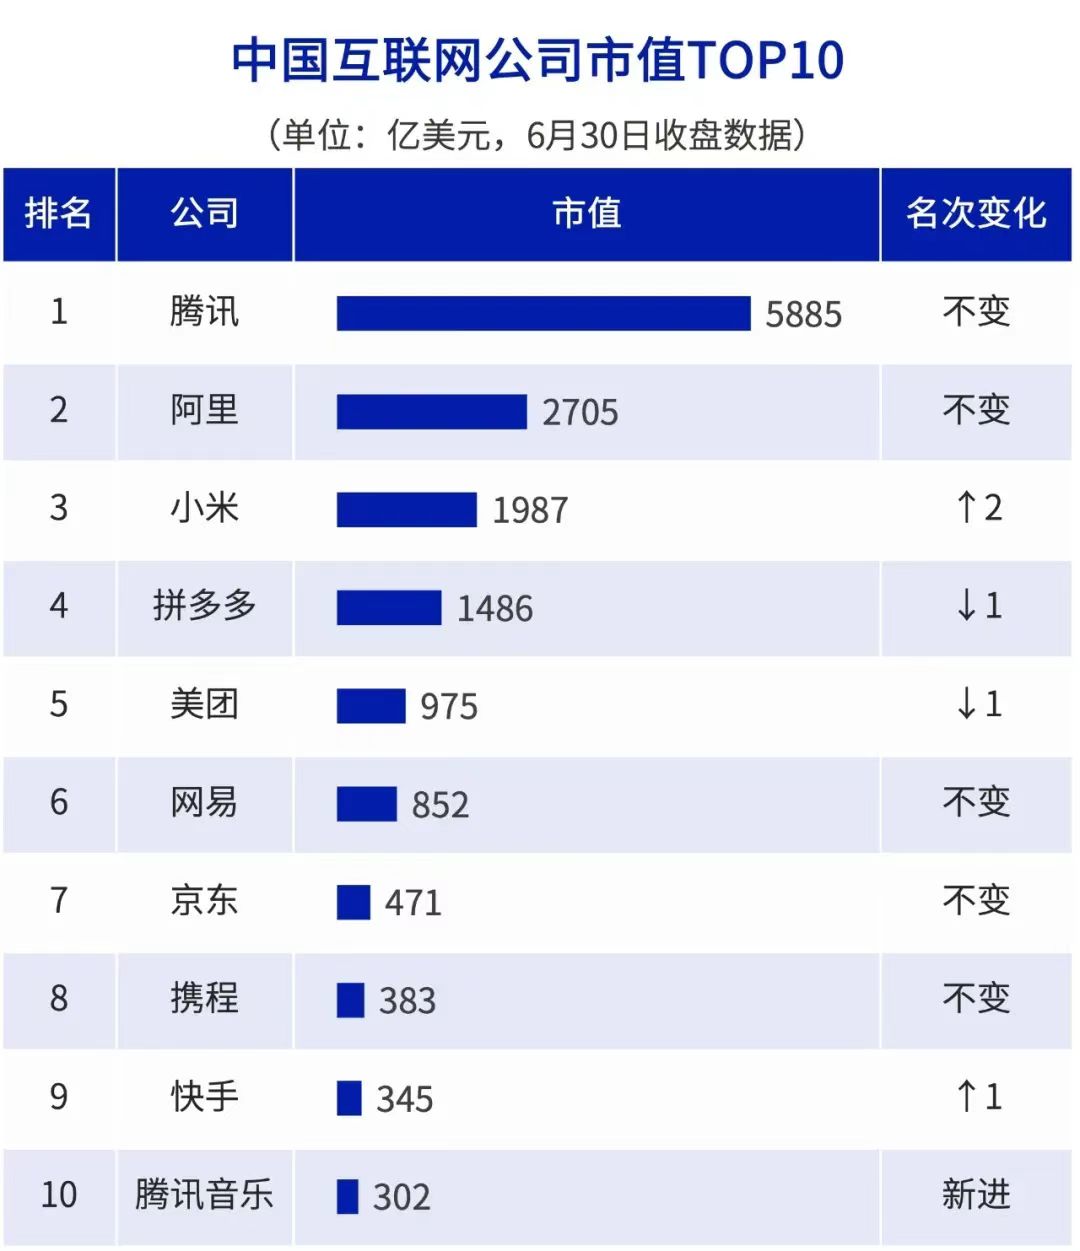 中国互联网公司市值TOP10
（单位：亿美元，6月30日收盘数据）
排名 公司 市值 名次变化
1 腾讯 5885 不变
2 阿里 2705 不变
3 小米 1987 ↑2
4 拼多多 1486 ↓1
5 美团 975 ↓1
6 网易 852 不变
7 京东 471 不变
8 携程 383 不变
9 快手 345 ↑1
10 腾讯音乐 302 新进